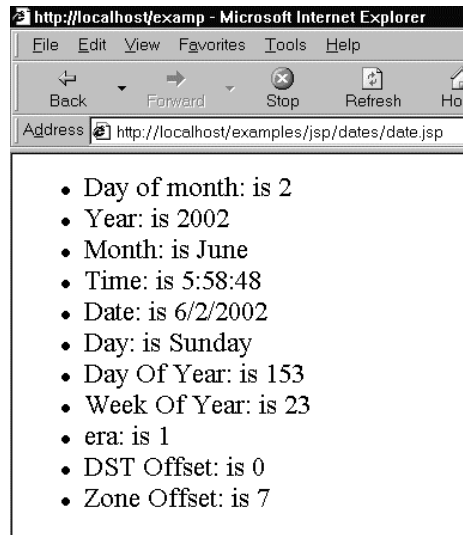 http://localhost/examp - Microsoft Internet Explorer
File Edit View Favorites Tools Help
Back Forward Stop Refresh
Address http://localhost/examples/jsp/dates/date.jsp
• Day of month: is 2
• Year: is 2002
• Month: is June
• Time: is 5:58:48
• Date: is 6/2/2002
• Day: is Sunday
• Day Of Year: is 153
• Week Of Year: is 23
• era: is 1
• DST Offset: is 0
• Zone Offset: is 7